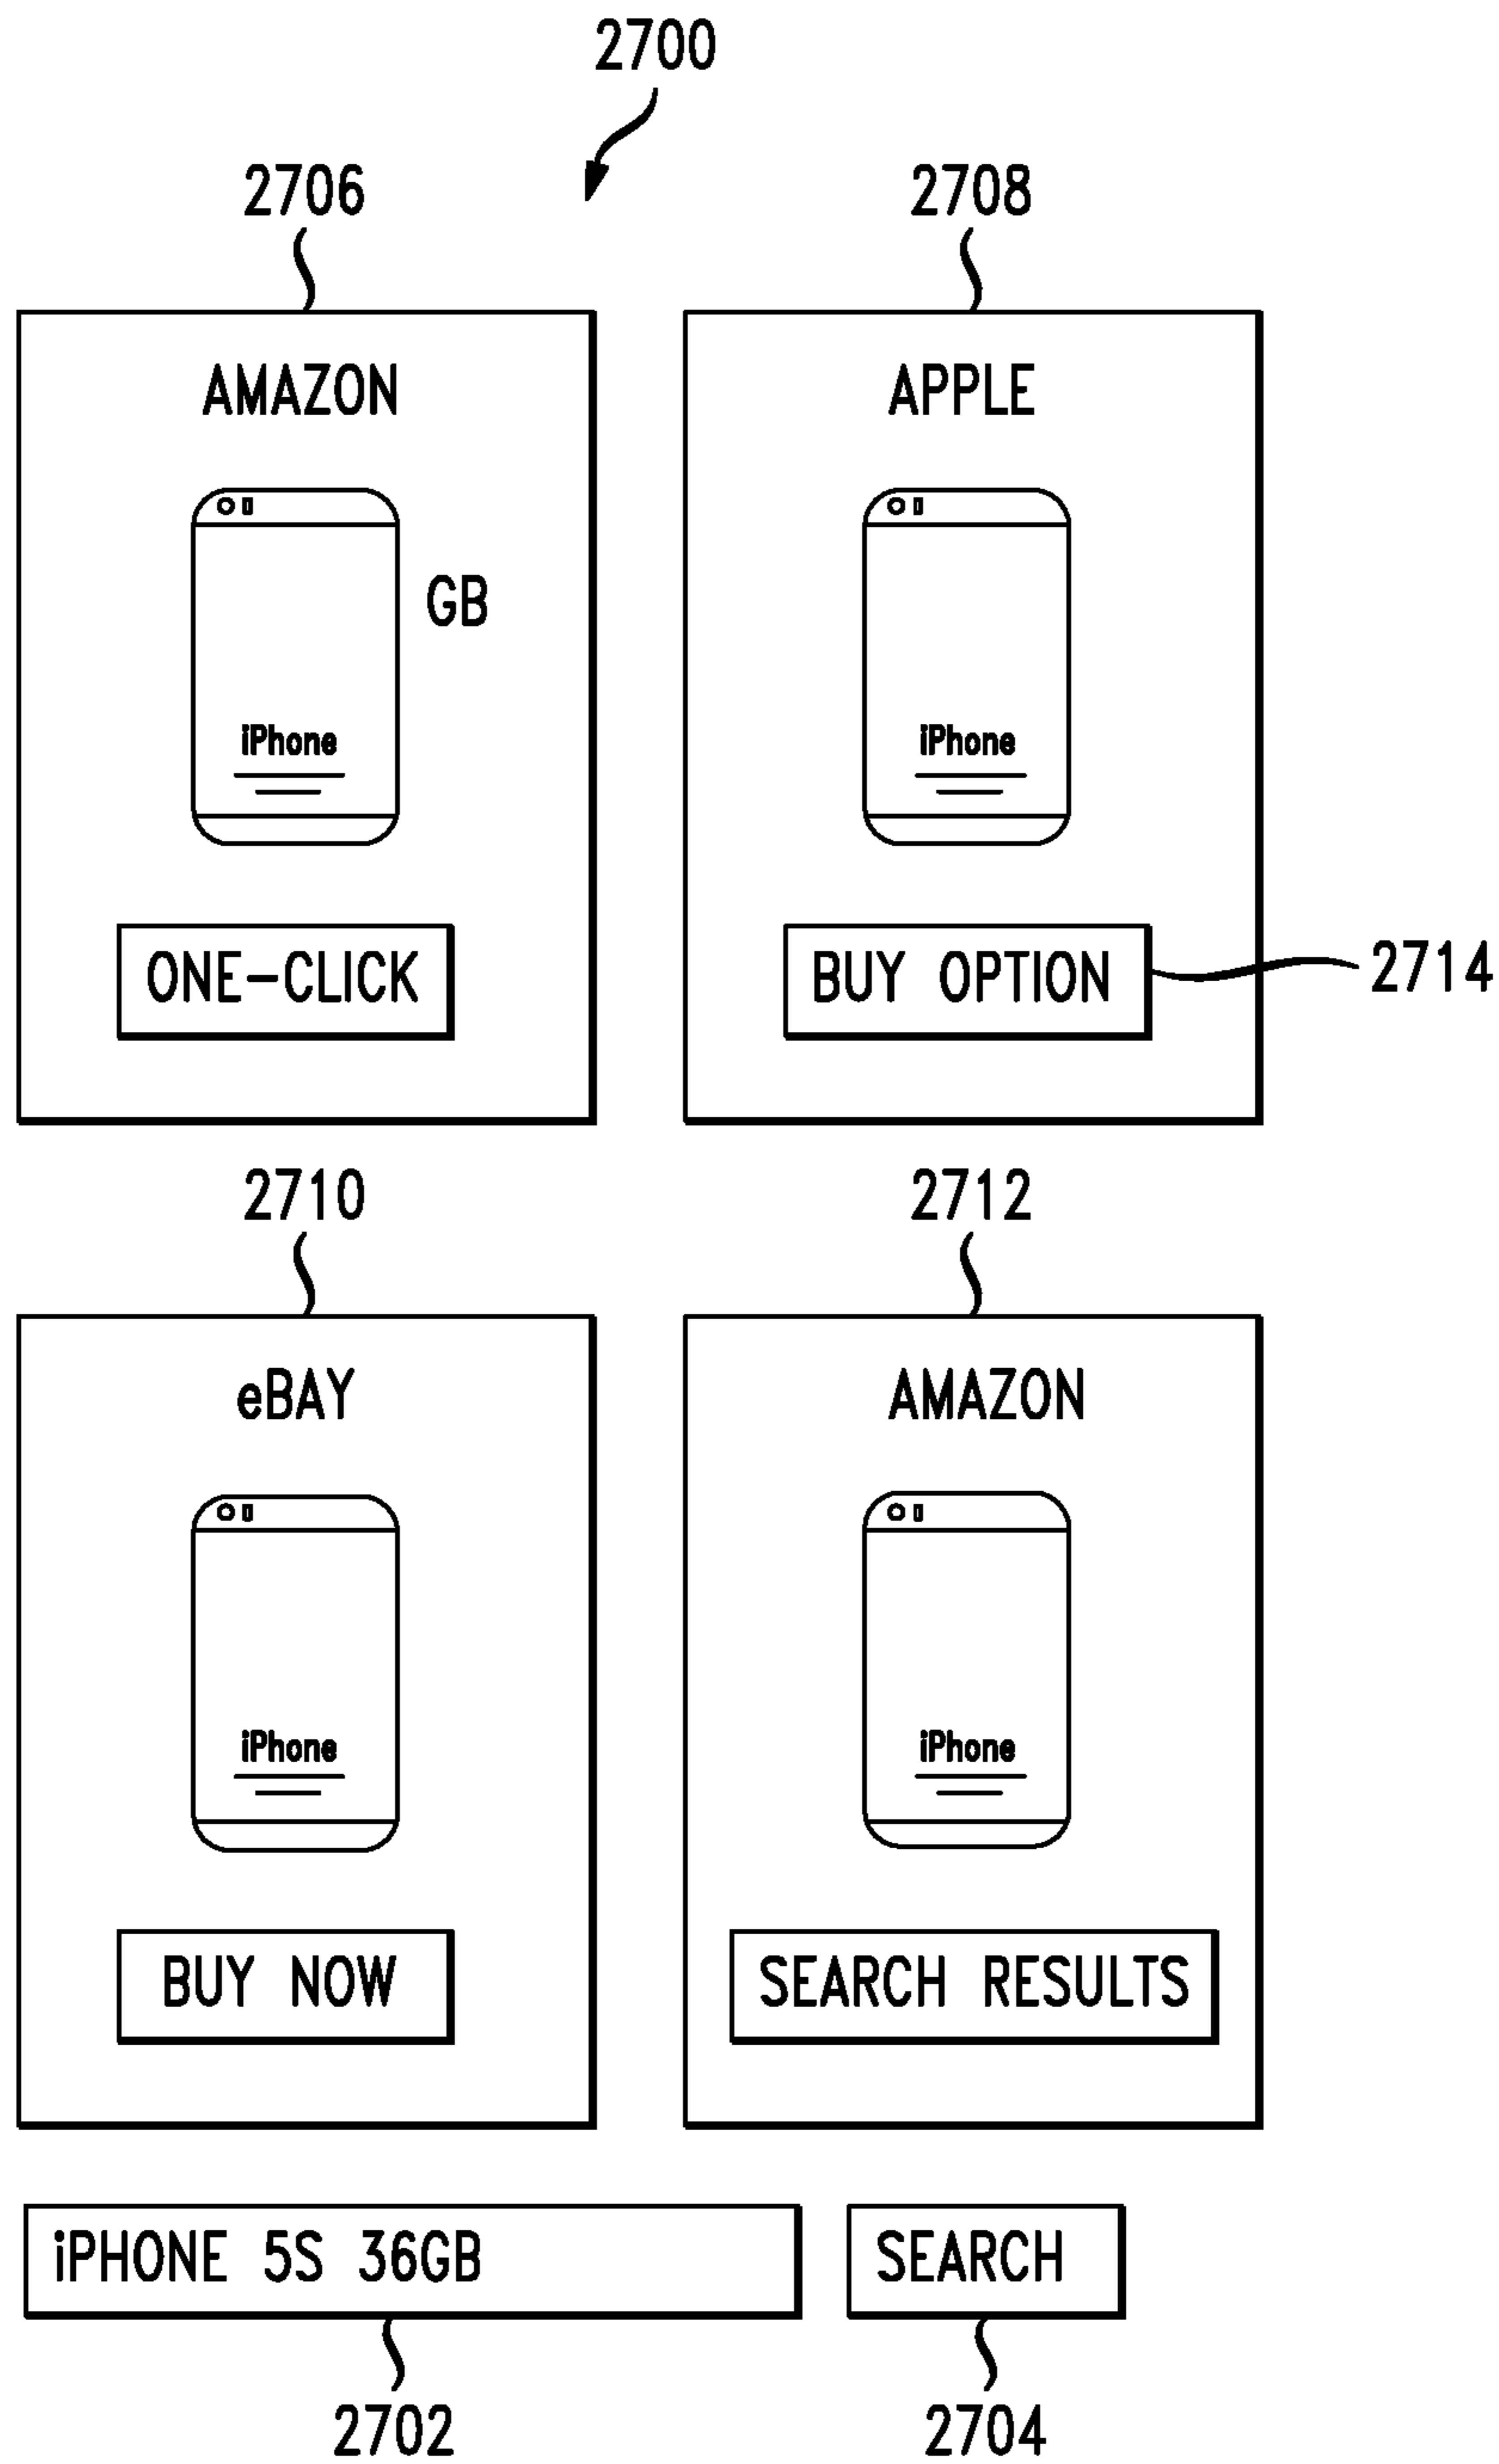 2700
2706
2708
AMAZON
APPLE
GB
iPhone
iPhone
ONE-CLICK
BUY OPTION
2714
2710
2712
eBAY
AMAZON
iPhone
iPhone
BUY NOW
SEARCH RESULTS
iPHONE 5S 36GB
SEARCH
2702
2704